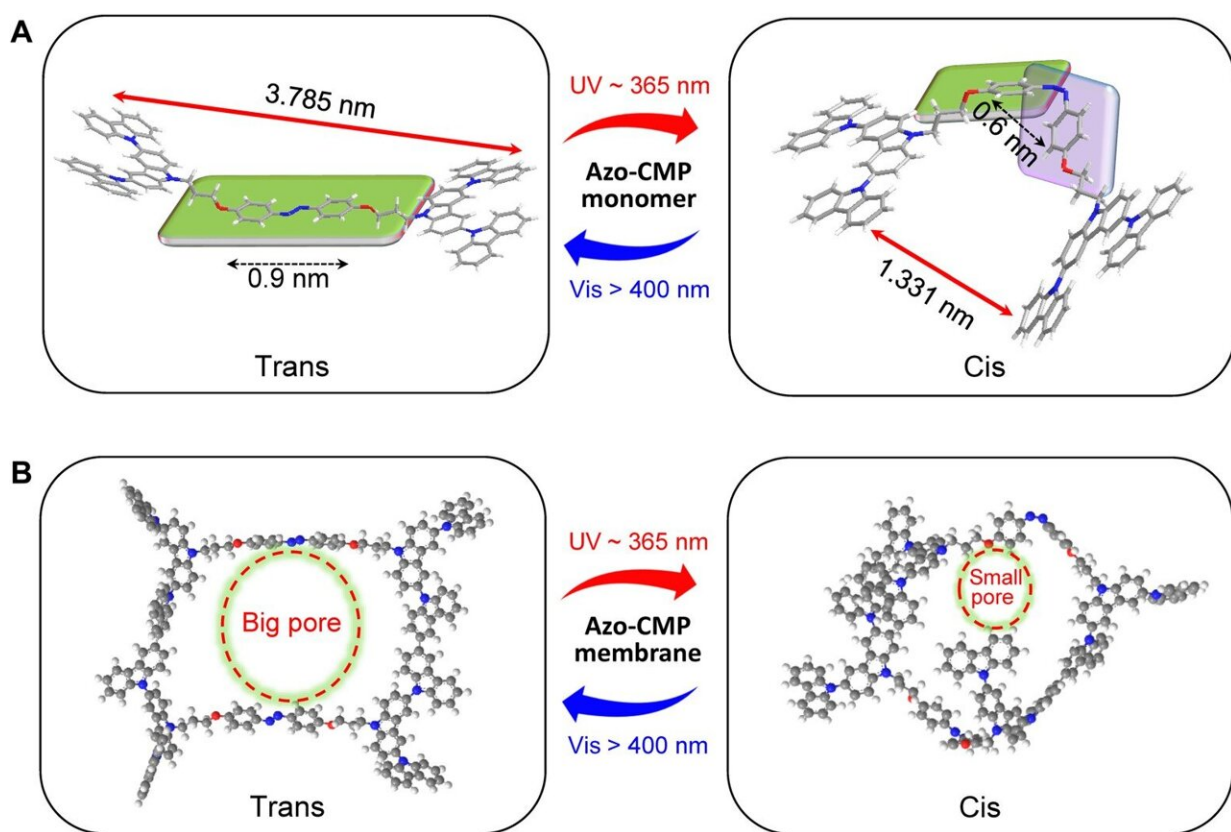 A
3.785 nm
0.9 nm
Trans
UV ~ 365 nm
Azo-CMP
monomer
Vis > 400 nm
0.6 nm
1.331 nm
Cis
B
Big pore
Trans
UV ~ 365 nm
Azo-CMP
membrane
Vis > 400 nm
Small
pore
Cis